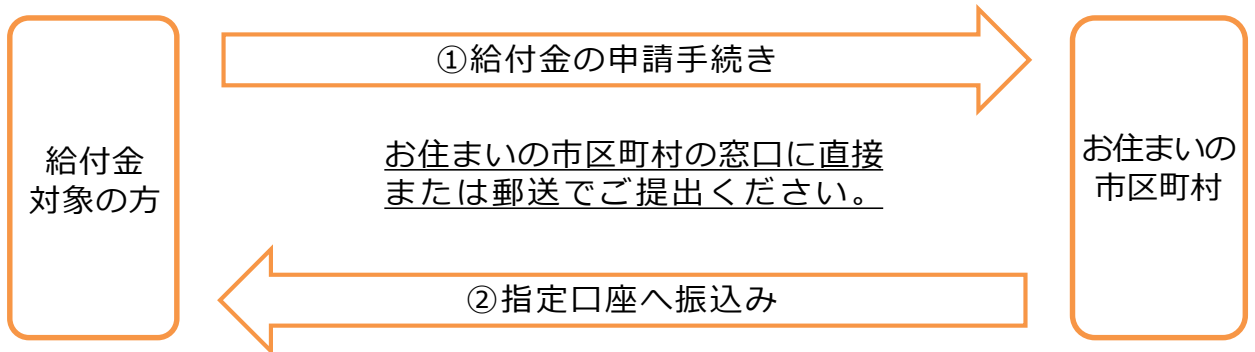 給付金
対象の方
①給付金の申請手続き
お住まいの市区町村の窓口に直接
または郵送でご提出ください。
②指定口座へ振込み
お住まいの
市区町村